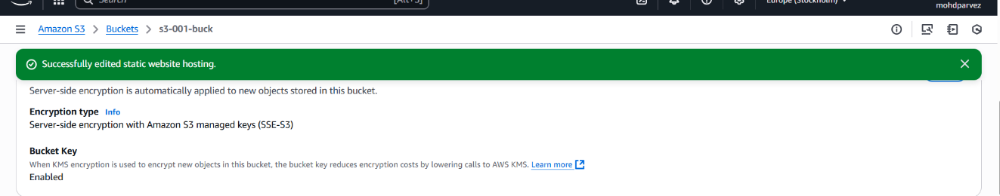 Search
[Alt+S]
Europe (Stockholm)
mohdparvez
Amazon S3 > Buckets > s3-001-buck
Successfully edited static website hosting.
Server-side encryption is automatically applied to new objects stored in this bucket.
Encryption type Info
Server-side encryption with Amazon S3 managed keys (SSE-S3)
Bucket Key
When KMS encryption is used to encrypt new objects in this bucket, the bucket key reduces encryption costs by lowering calls to AWS KMS. Learn more
Enabled